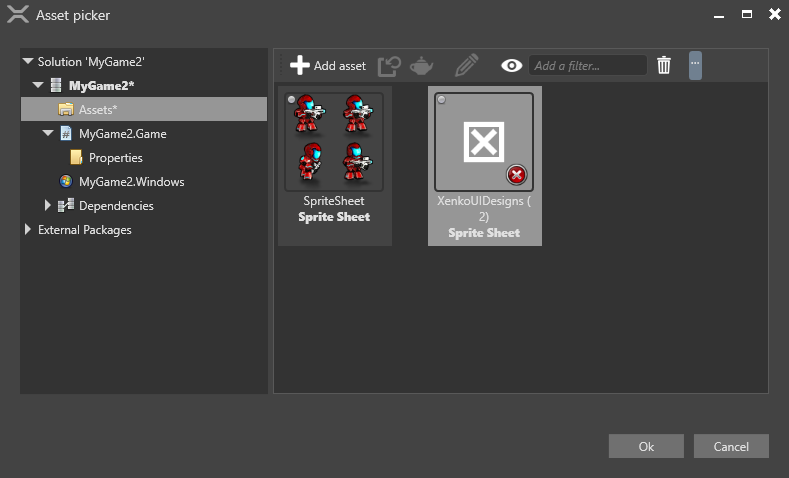 Asset picker
Solution 'MyGame2'
MyGame2*
Assets*
MyGame2.Game
Properties
MyGame2.Windows
Dependencies
External Packages
Add asset
Add a filter...
SpriteSheet
Sprite Sheet
XenkoUIDesigns (
2)
Sprite Sheet
Ok
Cancel